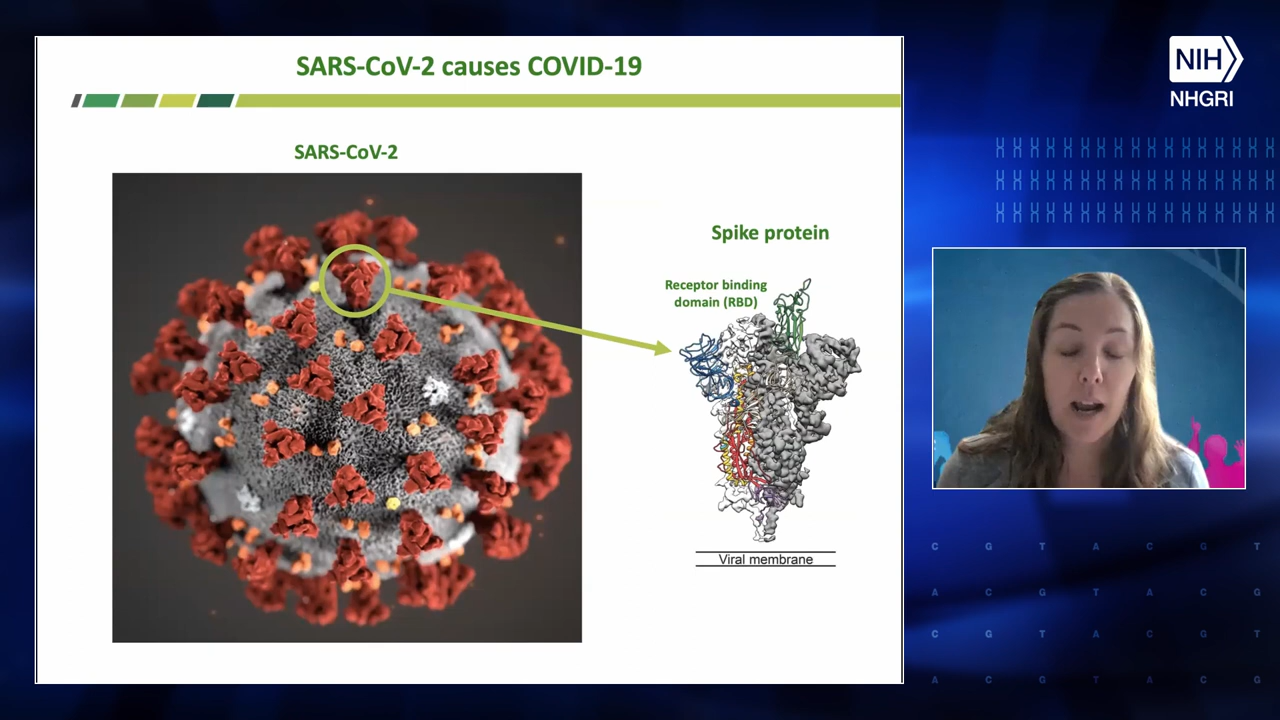 SARS-CoV-2 causes COVID-19
SARS-CoV-2
Spike protein
Receptor binding
domain (RBD)
Viral membrane
NIH
NHGRI
C G T A C G T
A C G T A C G
C G T A C G T
A C G T A C G